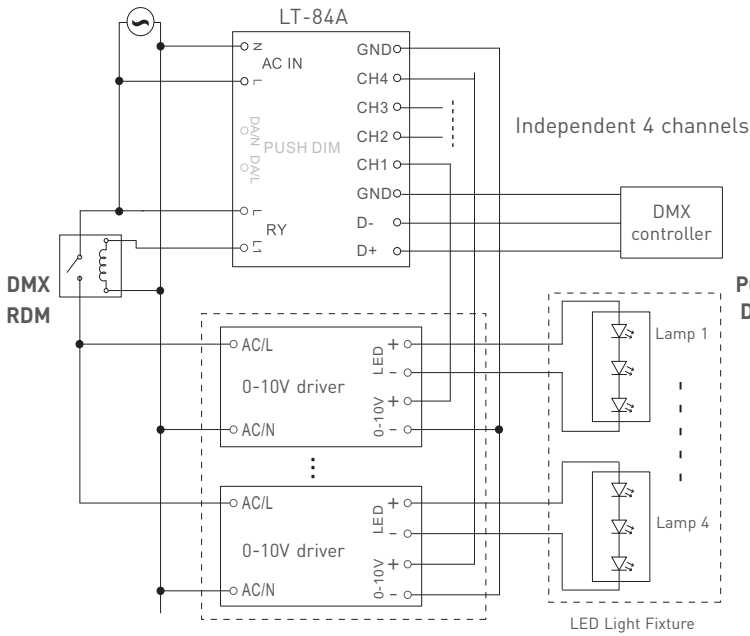 LT-84A
N
AC IN
L
DA/N
DA/L
PUSH DIM
L
RY
L1
GND
CH4
CH3
CH2
CH1
GND
D-
D+
Independent 4 channels
DMX
controller
DMX
RDM
AC/L
0-10V driver
AC/N
LED
+
-
0-10V
+
-
Lamp 1
AC/L
0-10V driver
AC/N
LED
+
-
0-10V
+
-
Lamp 4
LED Light Fixture